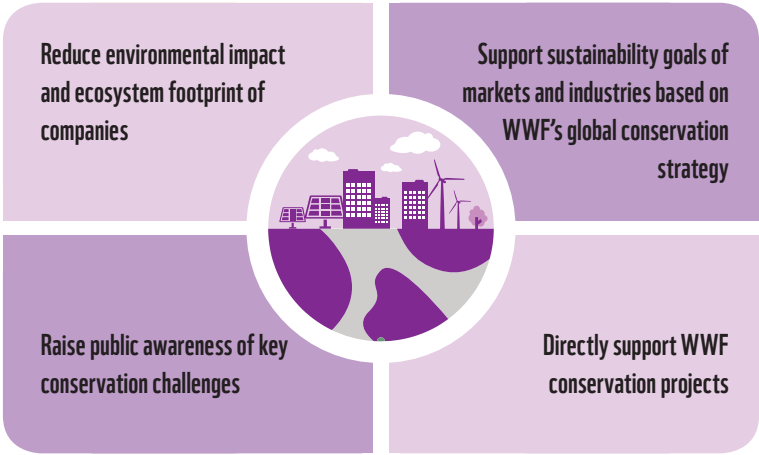 Reduce environmental impact
and ecosystem footprint of
companies
Support sustainability goals of
markets and industries based on
WWF’s global conservation
strategy
Raise public awareness of key
conservation challenges
Directly support WWF
conservation projects